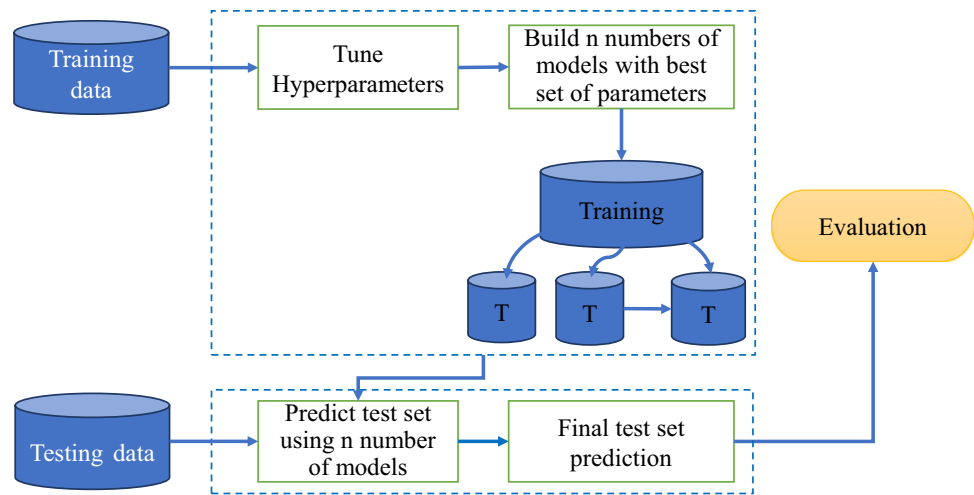 Training
data
Tune
Hyperparameters
Build n numbers of
models with best
set of parameters
Training
T
T
T
Evaluation
Testing data
Predict test set
using n number
of models
Final test set
prediction